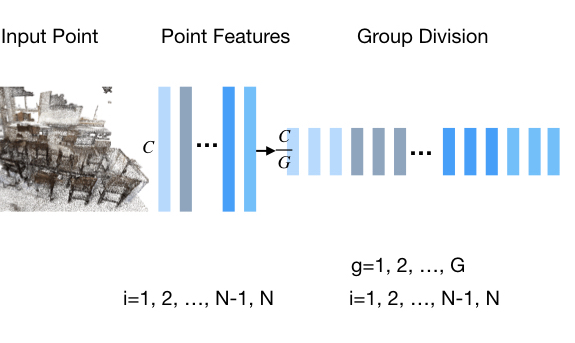 Input Point
Point Features
Group Division
C
...
C
G
...
g=1, 2, …, G
i=1, 2, …, N-1, N
i=1, 2, …, N-1, N